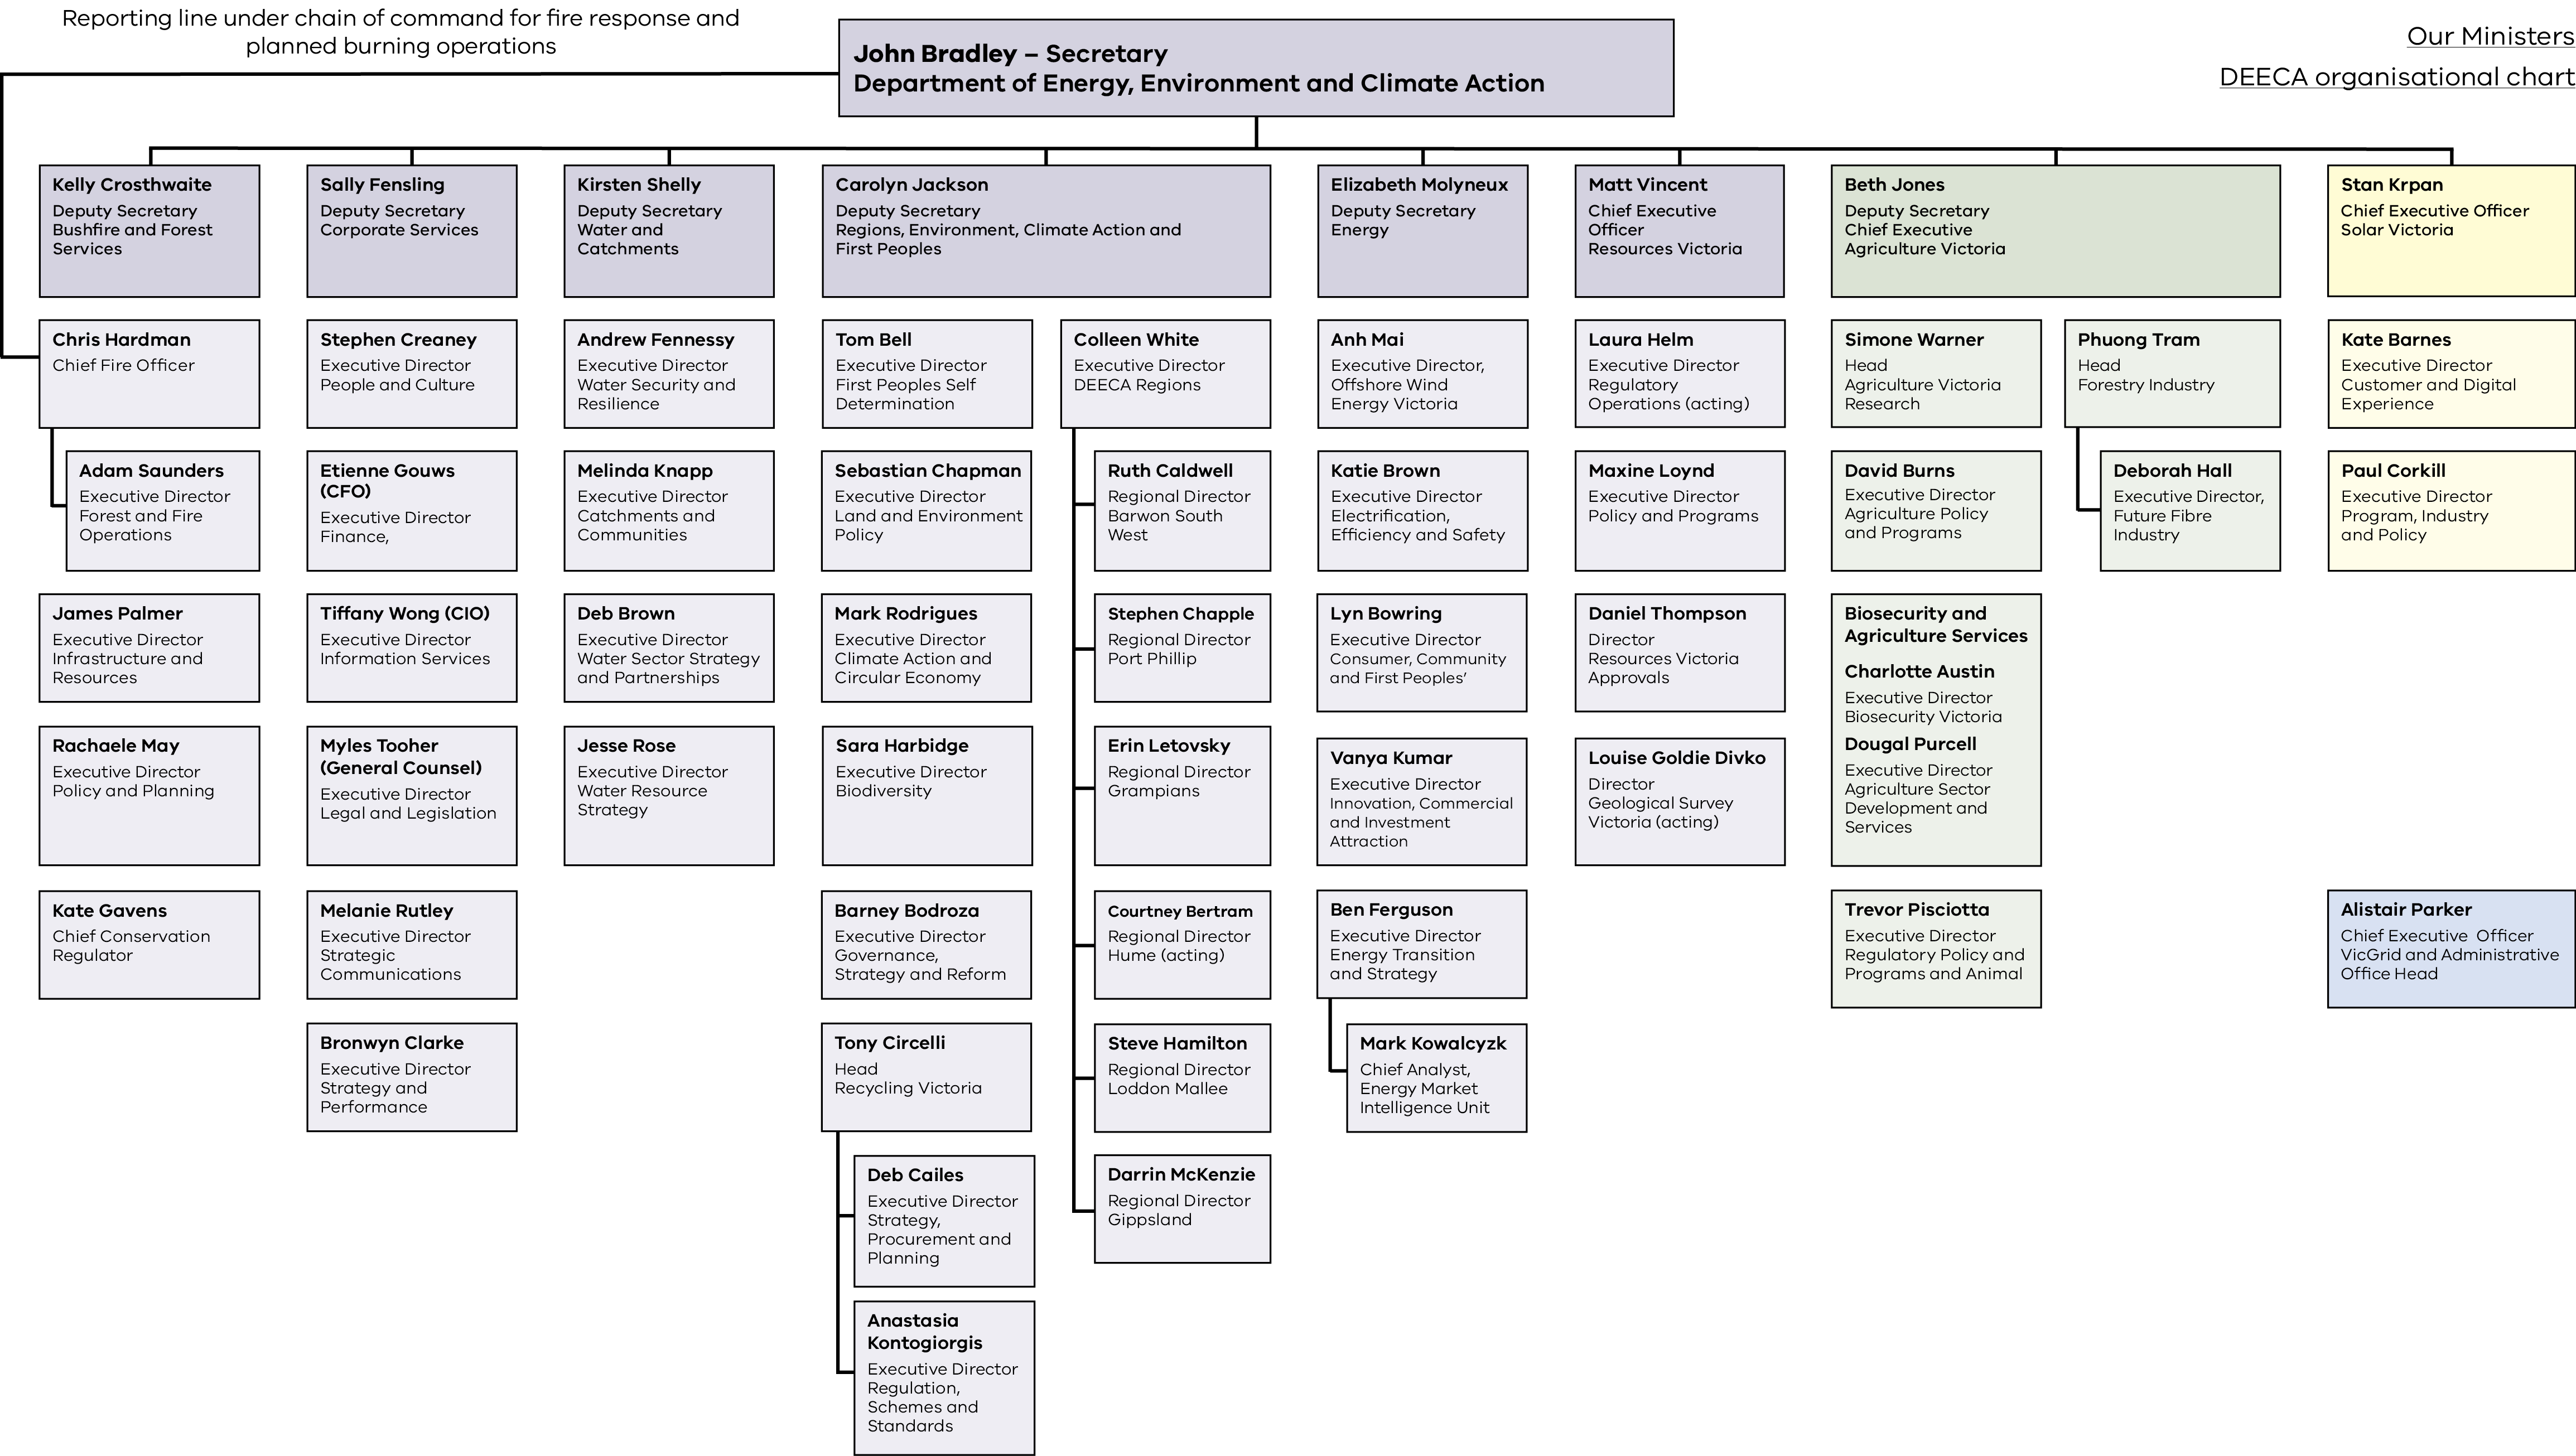 Reporting line under chain of command for fire response and
planned burning operations
John Bradley – Secretary
Department of Energy, Environment and Climate Action
Our Ministers
DEECA organisational chart
Kelly Crosthwaite
Deputy Secretary
Bushfire and Forest
Services
Chris Hardman
Chief Fire Officer
Adam Saunders
Executive Director
Forest and Fire
Operations
James Palmer
Executive Director
Infrastructure and
Resources
Rachaele May
Executive Director
Policy and Planning
Kate Gavens
Chief Conservation
Regulator
Sally Fensling
Deputy Secretary
Corporate Services
Stephen Creaney
Executive Director
People and Culture
Etienne Gouws
(CFO)
Executive Director
Finance,
Tiffany Wong (CIO)
Executive Director
Information Services
Myles Tooher
(General Counsel)
Executive Director
Legal and Legislation
Melanie Rutley
Executive Director
Strategic
Communications
Bronwyn Clarke
Executive Director
Strategy and
Performance
Kirsten Shelly
Deputy Secretary
Water and
Catchments
Andrew Fennessy
Executive Director
Water Security and
Resilience
Melinda Knapp
Executive Director
Catchments and
Communities
Deb Brown
Executive Director
Water Sector Strategy
and Partnerships
Jesse Rose
Executive Director
Water Resource
Strategy
Carolyn Jackson
Deputy Secretary
Regions, Environment, Climate Action and
First Peoples
Tom Bell
Executive Director
First Peoples Self
Determination
Sebastian Chapman
Executive Director
Land and Environment
Policy
Mark Rodrigues
Executive Director
Climate Action and
Circular Economy
Sara Harbidge
Executive Director
Biodiversity
Barney Bodroza
Executive Director
Governance,
Strategy and Reform
Tony Circelli
Head
Recycling Victoria
Deb Cailes
Executive Director
Strategy,
Procurement and
Planning
Anastasia
Kontogiorgis
Executive Director
Regulation,
Schemes and
Standards
Colleen White
Executive Director
DEECA Regions
Ruth Caldwell
Regional Director
Barwon South
West
Stephen Chapple
Regional Director
Port Phillip
Erin Letovsky
Regional Director
Grampians
Courtney Bertram
Regional Director
Hume (acting)
Steve Hamilton
Regional Director
Loddon Mallee
Darrin McKenzie
Regional Director
Gippsland
Elizabeth Molyneux
Deputy Secretary
Energy
Anh Mai
Executive Director,
Offshore Wind
Energy Victoria
Katie Brown
Executive Director
Electrification,
Efficiency and Safety
Lyn Bowring
Executive Director
Consumer, Community
and First Peoples’
Vanya Kumar
Executive Director
Innovation, Commercial
and Investment
Attraction
Ben Ferguson
Executive Director
Energy Transition
and Strategy
Mark Kowalcyzk
Chief Analyst,
Energy Market
Intelligence Unit
Matt Vincent
Chief Executive
Officer
Resources Victoria
Laura Helm
Executive Director
Regulatory
Operations (acting)
Maxine Loynd
Executive Director
Policy and Programs
Daniel Thompson
Director
Resources Victoria
Approvals
Louise Goldie Divko
Director
Geological Survey
Victoria (acting)
Beth Jones
Deputy Secretary
Chief Executive
Agriculture Victoria
Simone Warner
Head
Agriculture Victoria
Research
David Burns
Executive Director
Agriculture Policy
and Programs
Biosecurity and
Agriculture Services
Charlotte Austin
Executive Director
Biosecurity Victoria
Dougal Purcell
Executive Director
Agriculture Sector
Development and
Services
Trevor Pisciotta
Executive Director
Regulatory Policy and
Programs and Animal
Phuong Tram
Head
Forestry Industry
Deborah Hall
Executive Director,
Future Fibre
Industry
Stan Krpan
Chief Executive Officer
Solar Victoria
Kate Barnes
Executive Director
Customer and Digital
Experience
Paul Corkill
Executive Director
Program, Industry
and Policy
Alistair Parker
Chief Executive Officer
VicGrid and Administrative
Office Head